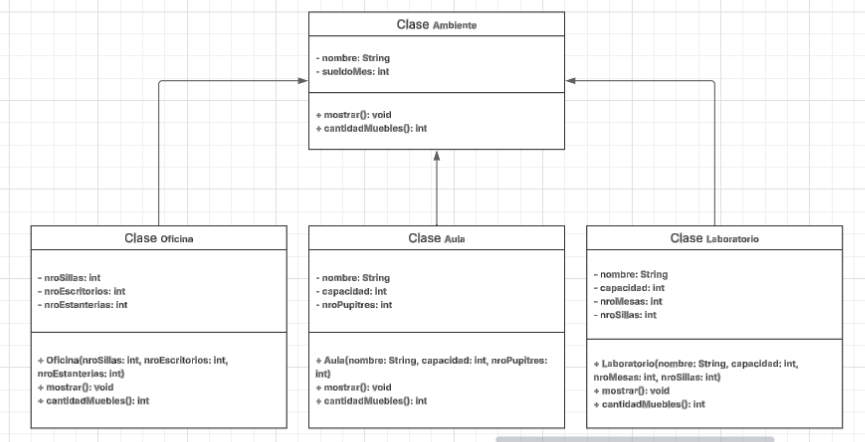 Clase Ambiente
- nombre: String
- sueldoMes: int
+ mostrar(): void
+ cantidadMuebles(): int
Clase Oficina
- nroSillas: int
- nroEscritorios: int
- nroEstanterias: int
+ Oficina(nroSillas: int, nroEscritorios: int,
nroEstanterias: int)
+ mostrar(): void
+ cantidadMuebles(): int
Clase Aula
- nombre: String
- capacidad: int
- nroPupitres: int
+ Aula(nombre: String, capacidad: int, nroPupitres:
int)
+ mostrar(): void
+ cantidadMuebles(): int
Clase Laboratorio
- nombre: String
- capacidad: int
- nroMesas: int
- nroSillas: int
+ Laboratorio(nombre: String, capacidad: int,
nroMesas: int, nroSillas: int)
+ mostrar(): void
+ cantidadMuebles(): int